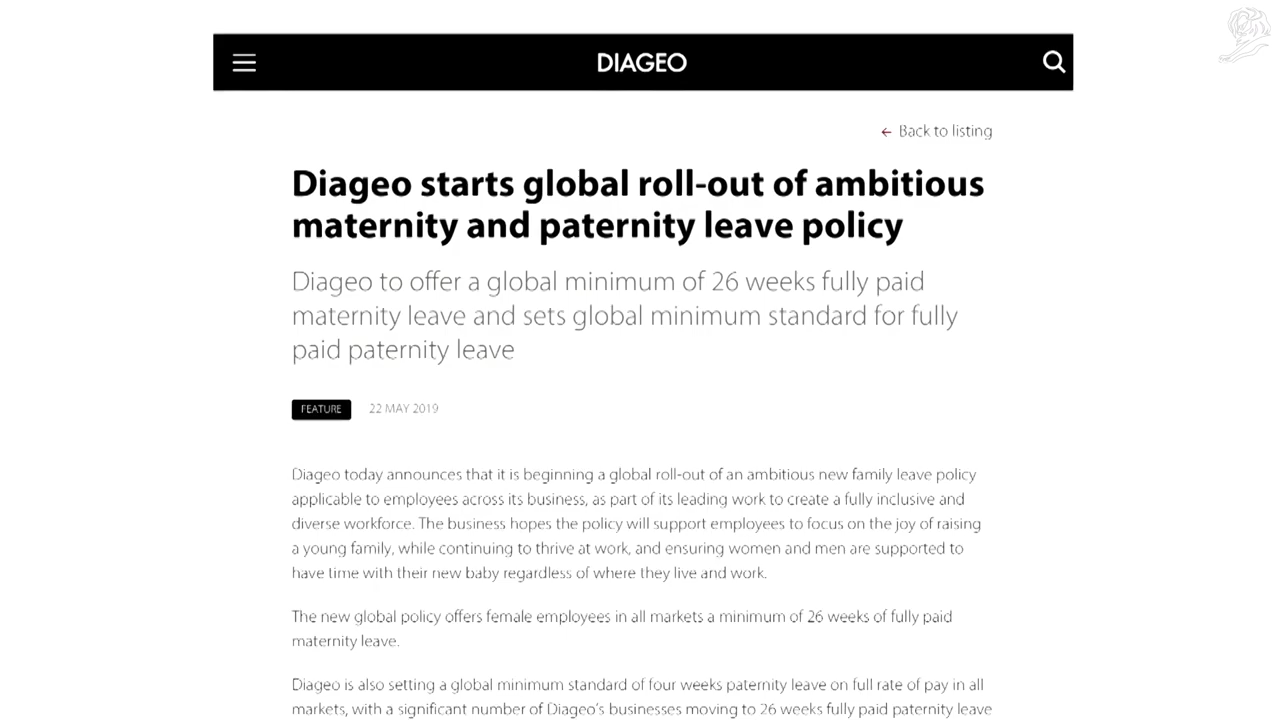 DIAGEO
← Back to listing
Diageo starts global roll-out of ambitious
maternity and paternity leave policy
Diageo to offer a global minimum of 26 weeks fully paid
maternity leave and sets global minimum standard for fully
paid paternity leave
FEATURE 22 MAY 2019
Diageo today announces that it is beginning a global roll-out of an ambitious new family leave policy
applicable to employees across its business, as part of its leading work to create a fully inclusive and
diverse workforce. The business hopes the policy will support employees to focus on the joy of raising
a young family, while continuing to thrive at work, and ensuring women and men are supported to
have time with their new baby regardless of where they live and work.
The new global policy offers female employees in all markets a minimum of 26 weeks of fully paid
maternity leave.
Diageo is also setting a global minimum standard of four weeks paternity leave on full rate of pay in all
markets, with a significant number of Diageo's businesses moving to 26 weeks fully paid paternity leave